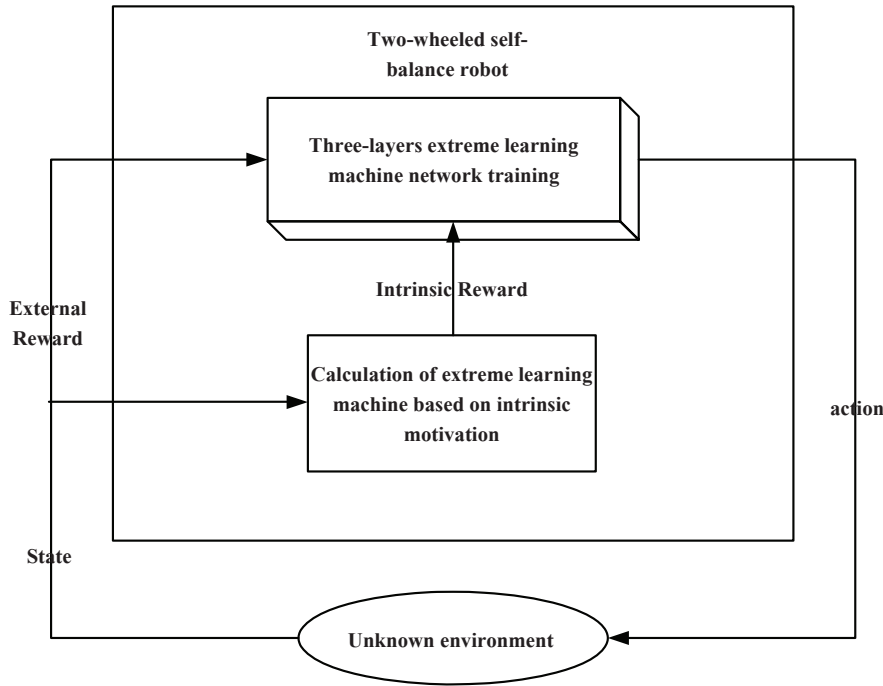 Two-wheeled self-
balance robot
Three-layers extreme learning
machine network training
Intrinsic Reward
External
Reward
Calculation of extreme learning
machine based on intrinsic
motivation
action
State
Unknown environment